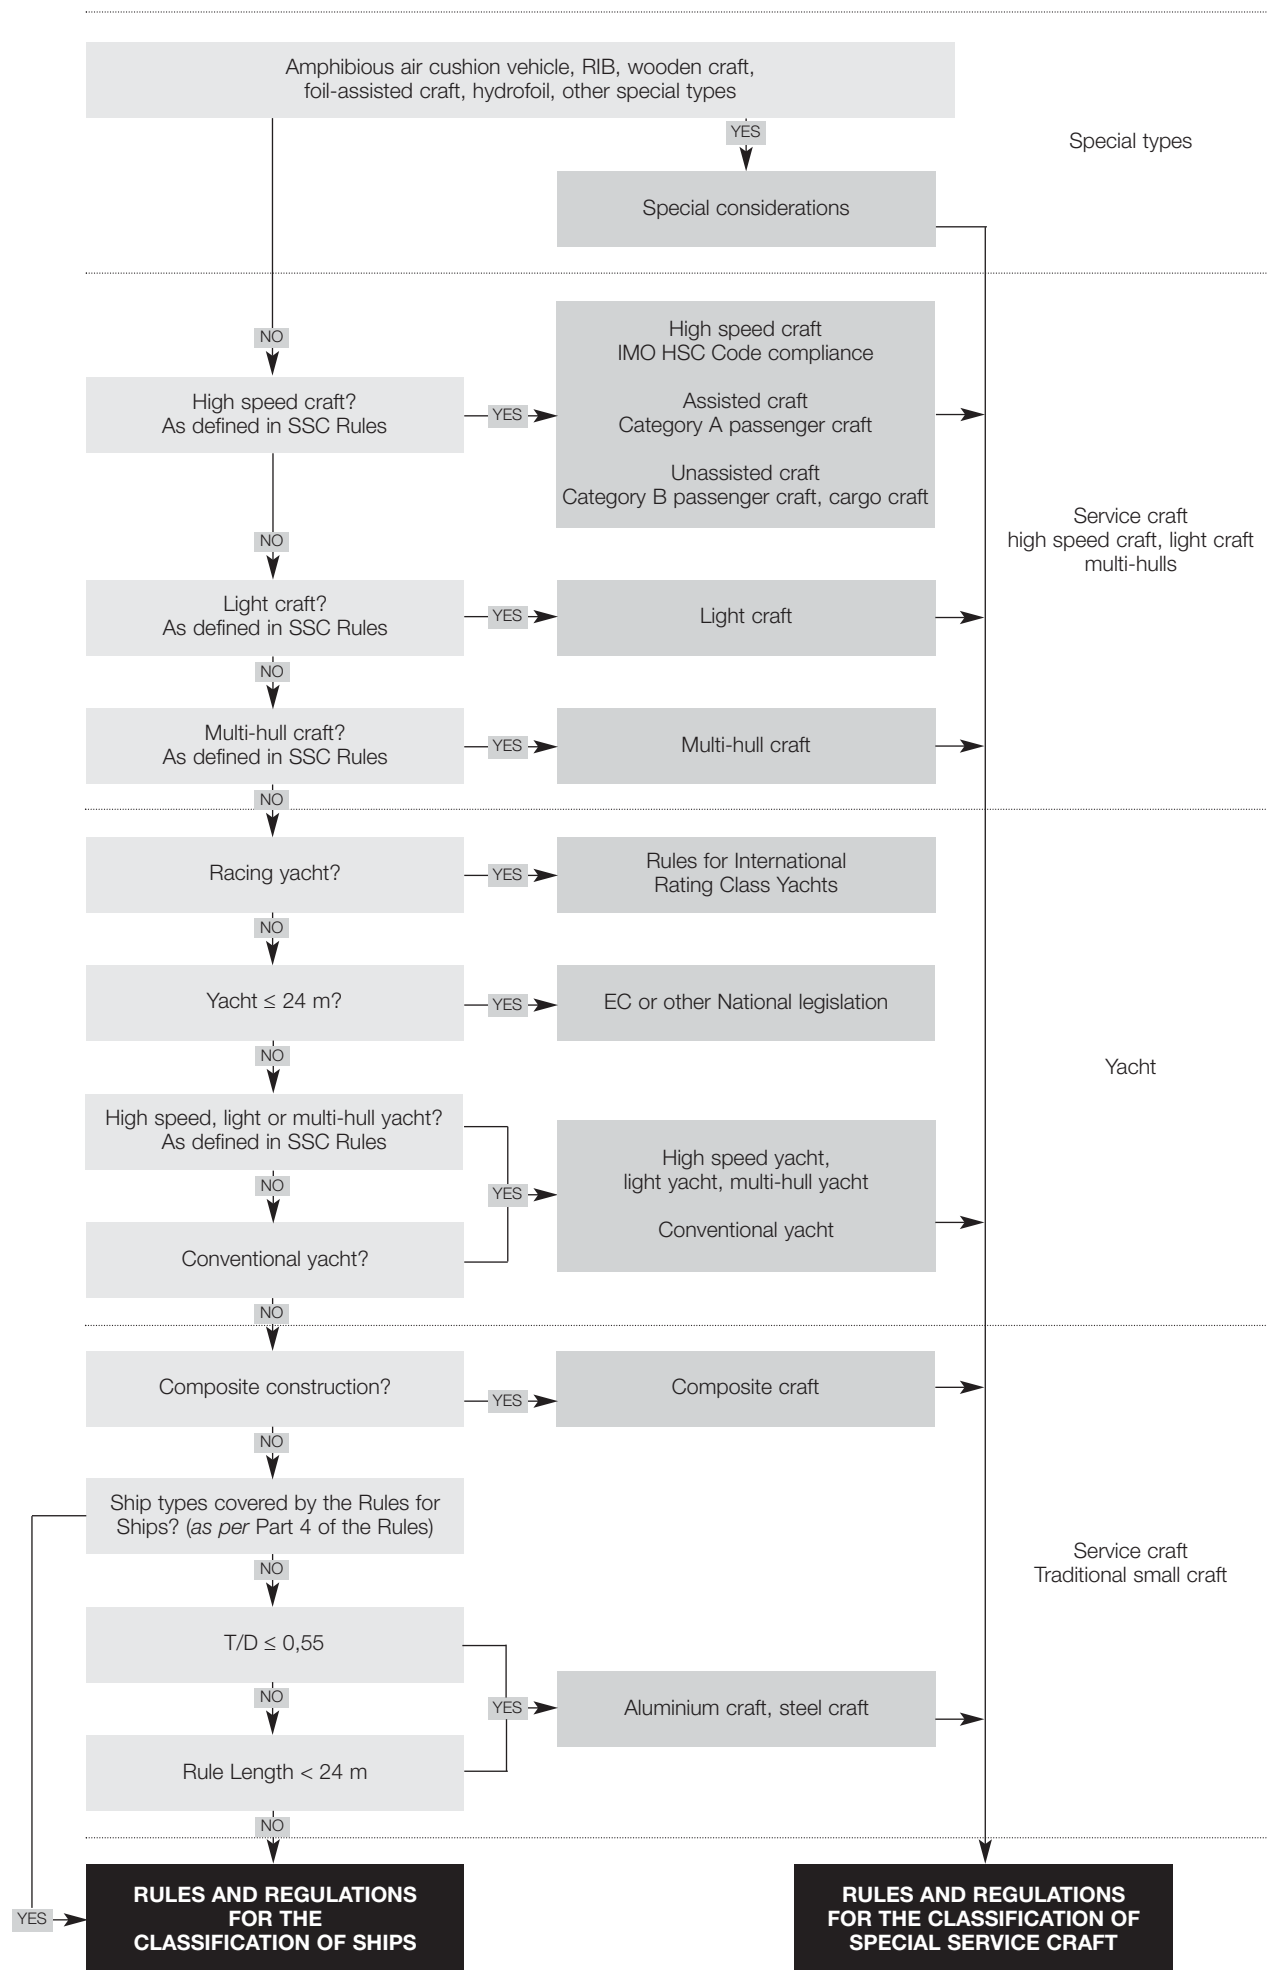 Amphibious air cushion vehicle, RIB, wooden craft,
foil-assisted craft, hydrofoil, other special types
YES
Special types
Special considerations
NO
High speed craft
IMO HSC Code compliance
Assisted craft
Category A passenger craft
Unassisted craft
Category B passenger craft, cargo craft
High speed craft?
As defined in SSC Rules
YES
Service craft
high speed craft, light craft
multi-hulls
NO
Light craft?
As defined in SSC Rules
YES
Light craft
NO
Multi-hull craft?
As defined in SSC Rules
YES
Multi-hull craft
NO
Racing yacht?
YES
Rules for International
Rating Class Yachts
NO
Yacht ≤ 24 m?
YES
EC or other National legislation
NO
Yacht
High speed, light or multi-hull yacht?
As defined in SSC Rules
NO
YES
High speed yacht,
light yacht, multi-hull yacht
Conventional yacht
Conventional yacht?
NO
Composite construction?
YES
Composite craft
NO
Ship types covered by the Rules for
Ships? (as per Part 4 of the Rules)
NO
Service craft
Traditional small craft
T/D ≤ 0,55
NO
YES
Aluminium craft, steel craft
Rule Length < 24 m
NO
YES
RULES AND REGULATIONS
FOR THE
CLASSIFICATION OF SHIPS
RULES AND REGULATIONS
FOR THE CLASSIFICATION OF
SPECIAL SERVICE CRAFT